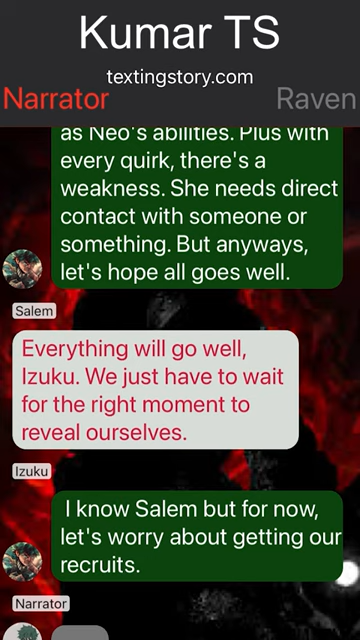 Kumar TS
textingstory.com
Narrator
Raven
as Neo's abilities. Plus with
every quirk, there's a
weakness. She needs direct
contact with someone or
something. But anyways,
let's hope all goes well.
Salem
Everything will go well,
Izuku. We just have to wait
for the right moment to
reveal ourselves.
Izuku
I know Salem but for now,
let's worry about getting our
recruits.
Narrator